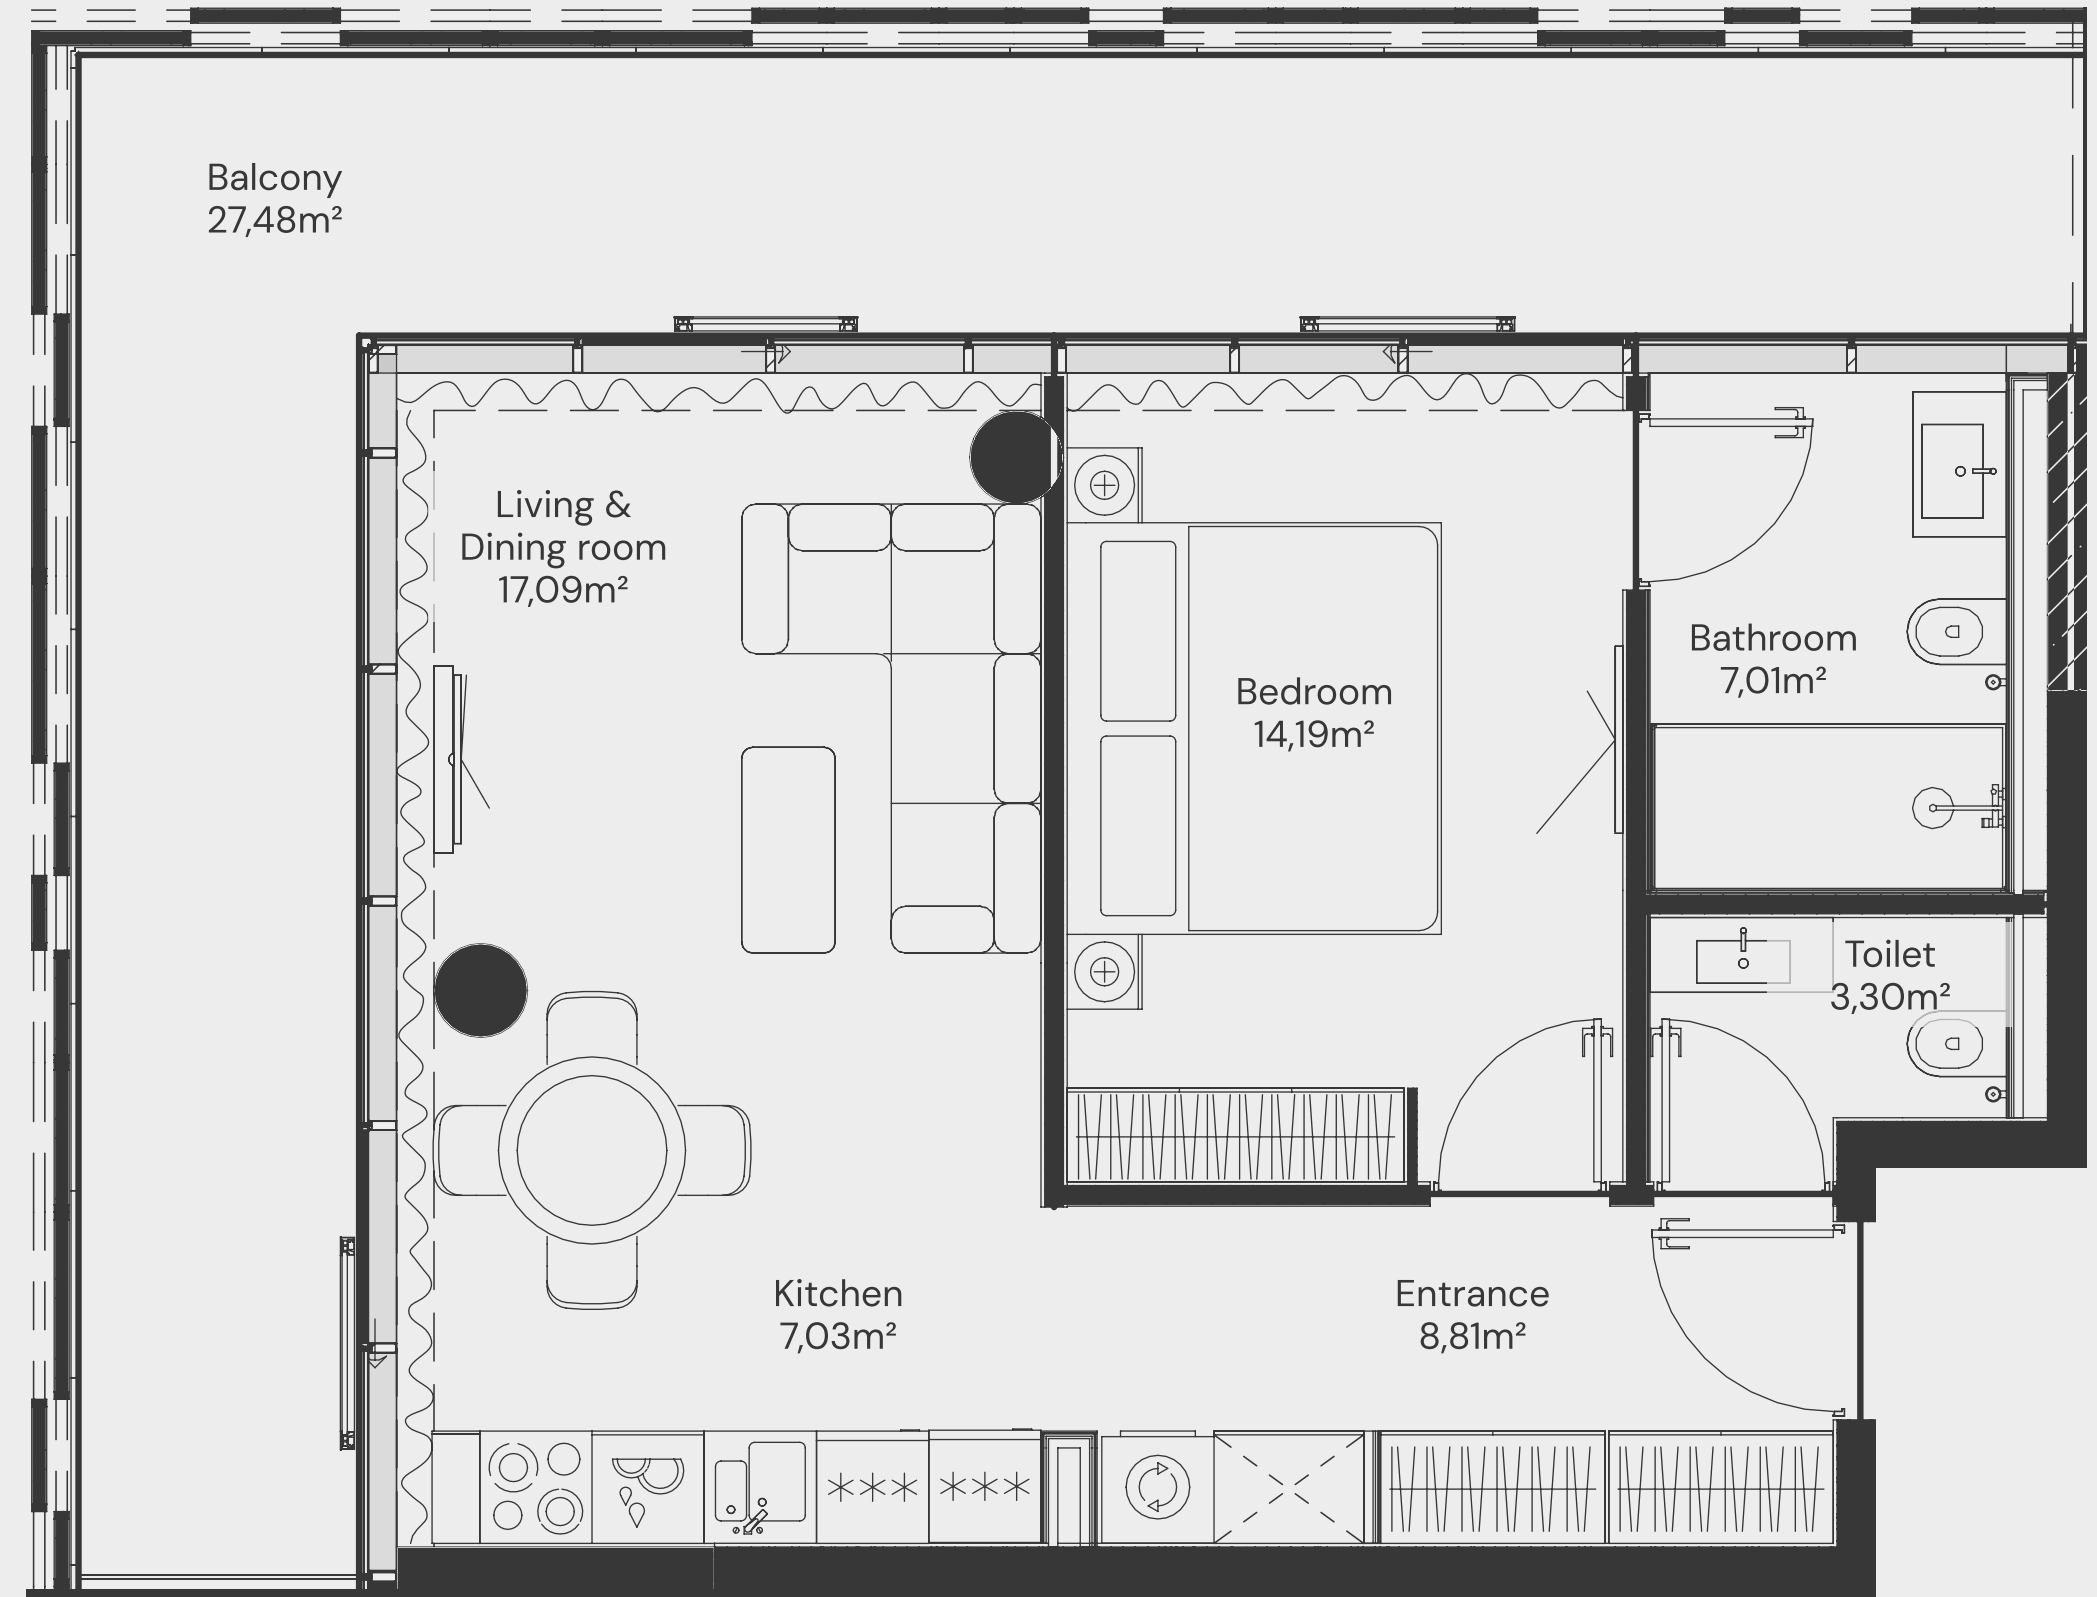 Balcony
27,48m²
Living &
Dining room
17,09m²
Bedroom
14,19m²
Bathroom
7,01m²
Toilet
3,30m²
Kitchen
7,03m²
Entrance
8,81m²